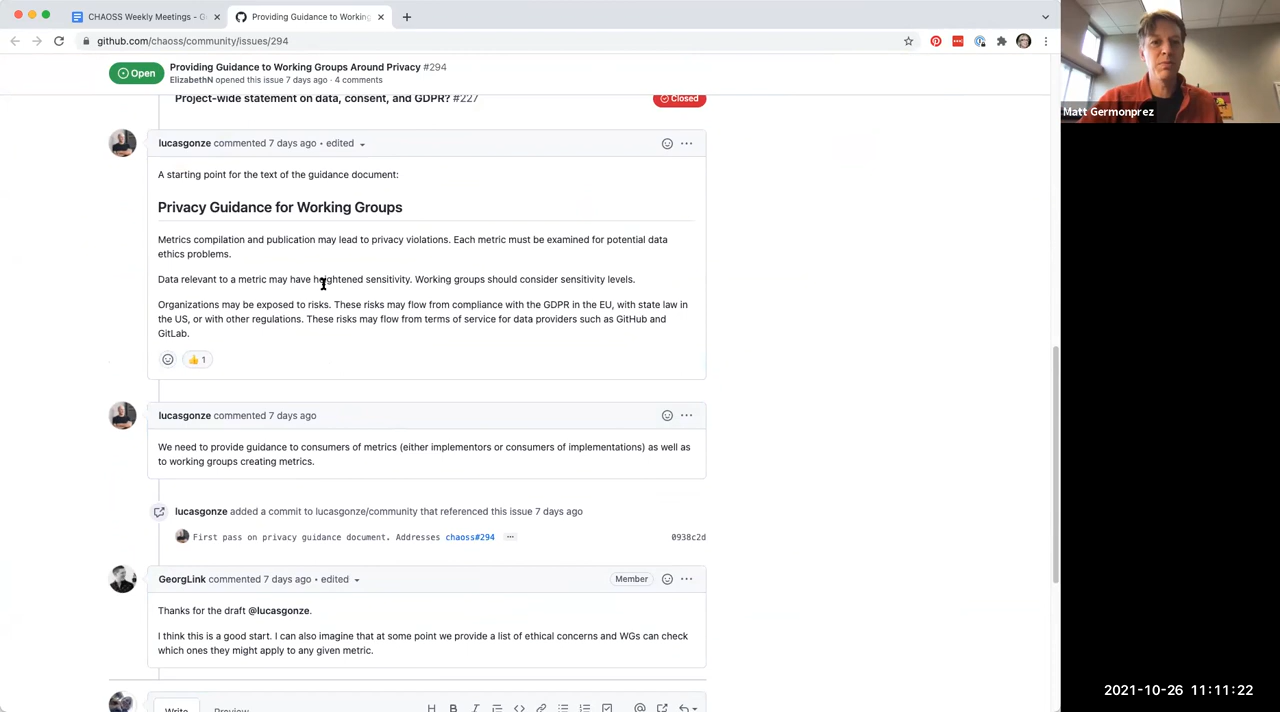 CHAOSS Weekly Meetings - G
Providing Guidance to Working
github.com/chaoss/community/issues/294
Open
Providing Guidance to Working Groups Around Privacy #294
ElizabethN opened this issue 7 days ago · 4 comments
Project-wide statement on data, consent, and GDPR? #227
Closed
lucasgonze commented 7 days ago • edited
A starting point for the text of the guidance document:
Privacy Guidance for Working Groups
Metrics compilation and publication may lead to privacy violations. Each metric must be examined for potential data
ethics problems.
Data relevant to a metric may have heightened sensitivity. Working groups should consider sensitivity levels.
Organizations may be exposed to risks. These risks may flow from compliance with the GDPR in the EU, with state law in
the US, or with other regulations. These risks may flow from terms of service for data providers such as GitHub and
GitLab.
👍 1
lucasgonze commented 7 days ago
We need to provide guidance to consumers of metrics (either implementors or consumers of implementations) as well as
to working groups creating metrics.
lucasgonze added a commit to lucasgonze/community that referenced this issue 7 days ago
First pass on privacy guidance document. Addresses chaoss#294 ...
0938c2d
GeorgLink commented 7 days ago • edited
Member
Thanks for the draft @lucasgonze.
I think this is a good start. I can also imagine that at some point we provide a list of ethical concerns and WGs can check
which ones they might apply to any given metric.
Write
Preview
H B I
Matt Germonprez
2021-10-26 11:11:22